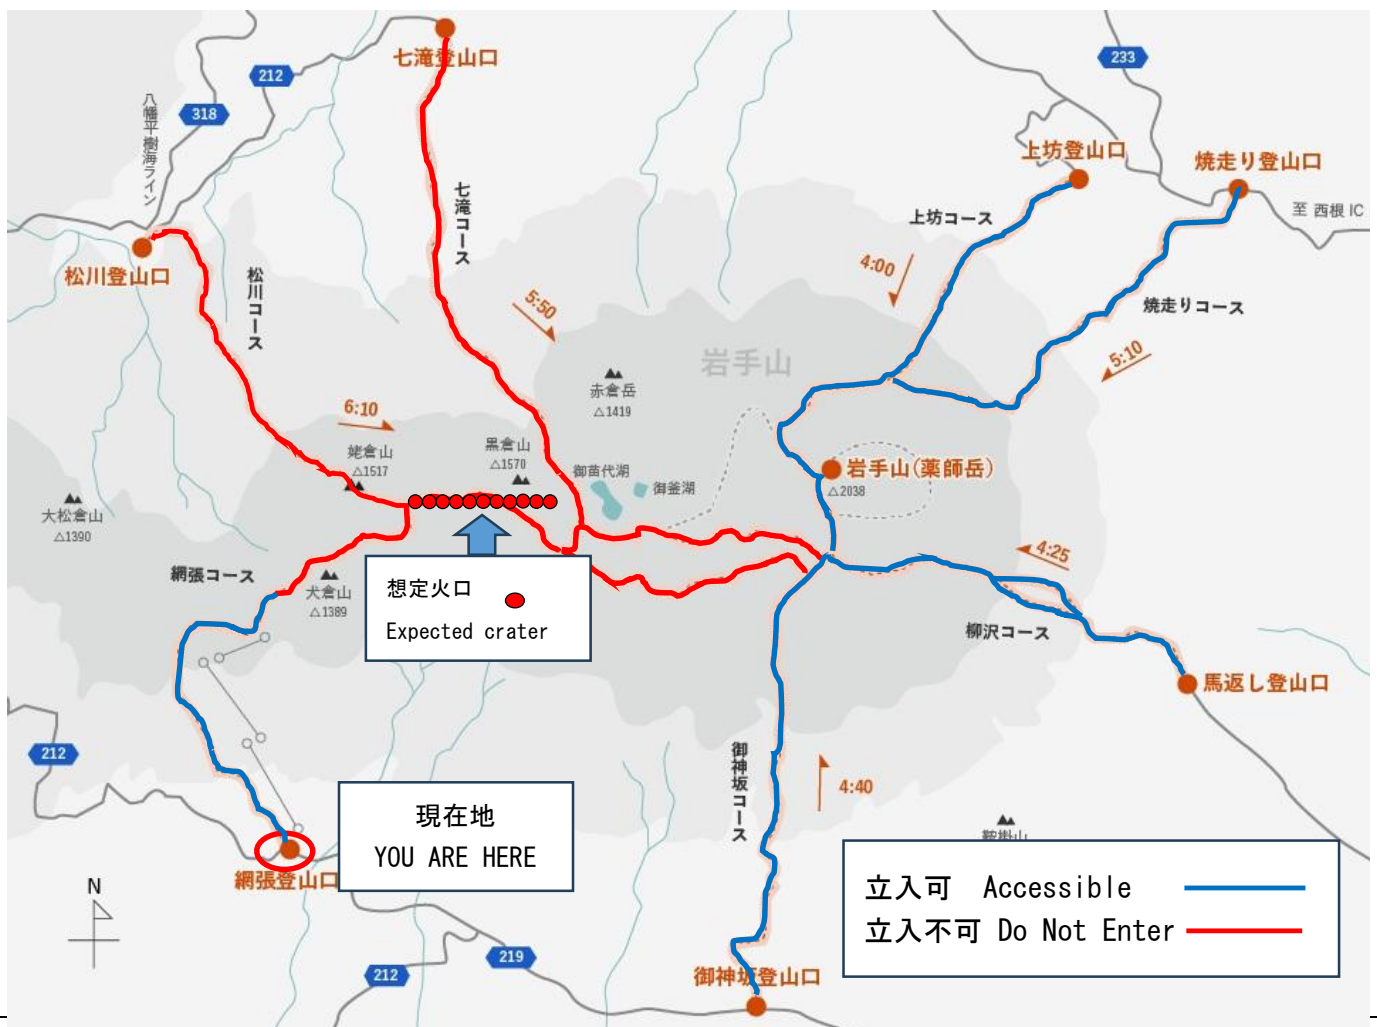 七滝登山口
212
318
八幡平樹海ライン
233
上坊登山口
焼走り登山口
至 西根 IC
七滝コース
上坊コース
4:00
松川登山口
松川コース
5:50
焼走りコース
岩手山
5:10
赤倉岳
△1419
6:10
姥倉山
△1517
黒倉山
△1570
御苗代湖
御釜湖
岩手山(薬師岳)
△2038
大松倉山
△1390
4:25
網張コース
犬倉山
△1389
想定火口
Expected crater
柳沢コース
馬返し登山口
212
御神坂コース
4:40
現在地
YOU ARE HERE
鞍掛山
網張登山口
N
立入可 Accessible
立入不可 Do Not Enter
219
212
御神坂登山口